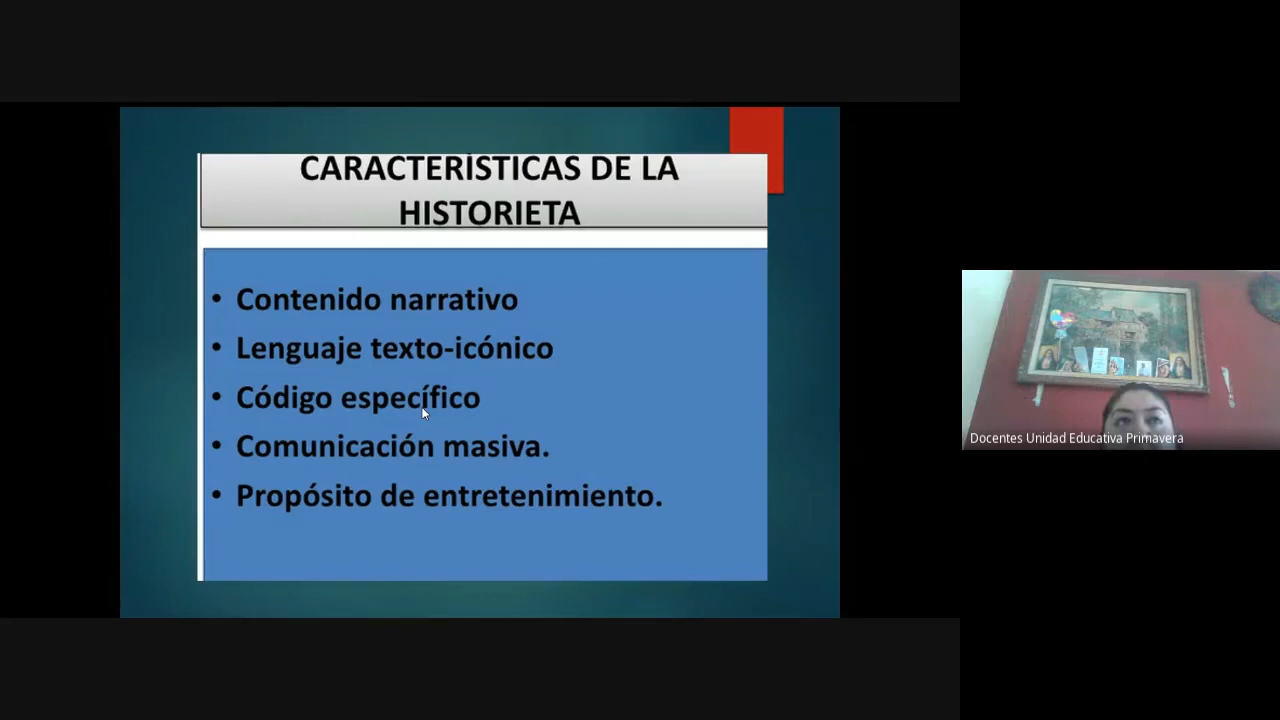 CARACTERÍSTICAS DE LA
HISTORIETA
• Contenido narrativo
• Lenguaje texto-icónico
• Código específico
• Comunicación masiva.
• Propósito de entretenimiento.
Docentes Unidad Educativa Primavera